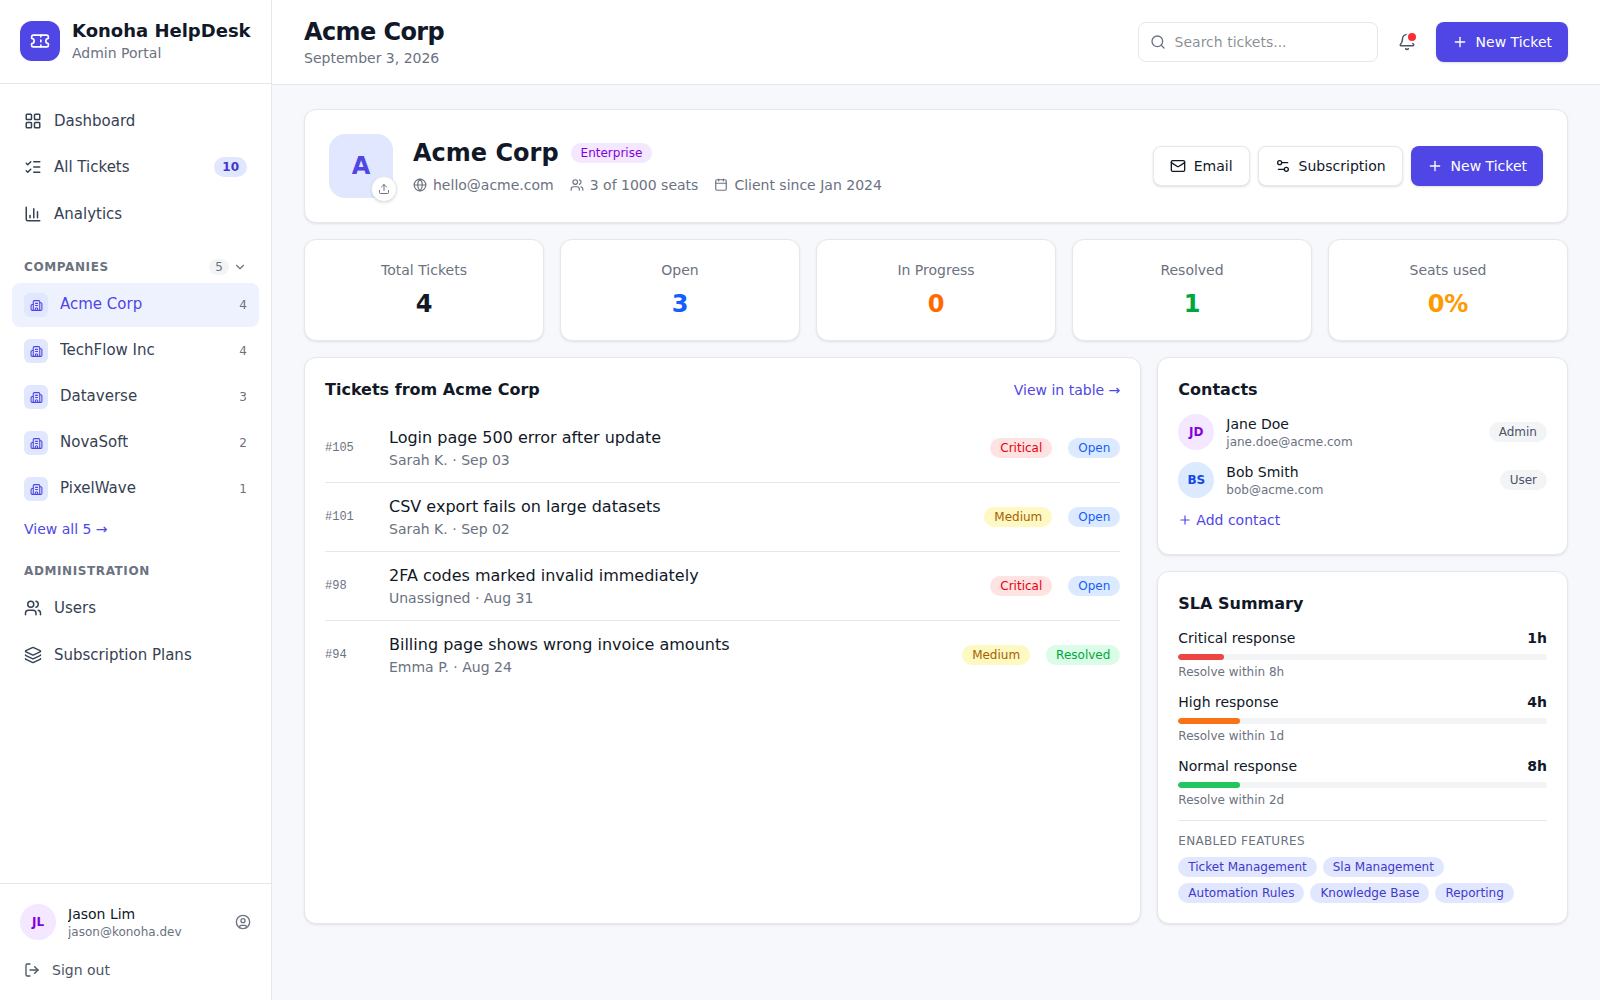 Konoha HelpDesk
Admin Portal
Dashboard
All Tickets 10
Analytics
COMPANIES 5
Acme Corp 4
TechFlow Inc 4
Dataverse 3
NovaSoft 2
PixelWave 1
View all 5 →
ADMINISTRATION
Users
Subscription Plans
JL
Jason Lim
jason@konoha.dev
Sign out
Acme Corp
September 3, 2026
Search tickets...
New Ticket
A
Acme Corp Enterprise
hello@acme.com 3 of 1000 seats Client since Jan 2024
Email
Subscription
New Ticket
Total Tickets
4
Open
3
In Progress
0
Resolved
1
Seats used
0%
Tickets from Acme Corp
View in table →
#105 Login page 500 error after update Critical Open
Sarah K. · Sep 03
#101 CSV export fails on large datasets Medium Open
Sarah K. · Sep 02
#98 2FA codes marked invalid immediately Critical Open
Unassigned · Aug 31
#94 Billing page shows wrong invoice amounts Medium Resolved
Emma P. · Aug 24
Contacts
JD Jane Doe Admin
jane.doe@acme.com
BS Bob Smith User
bob@acme.com
+ Add contact
SLA Summary
Critical response 1h
Resolve within 8h
High response 4h
Resolve within 1d
Normal response 8h
Resolve within 2d
ENABLED FEATURES
Ticket Management Sla Management
Automation Rules Knowledge Base Reporting